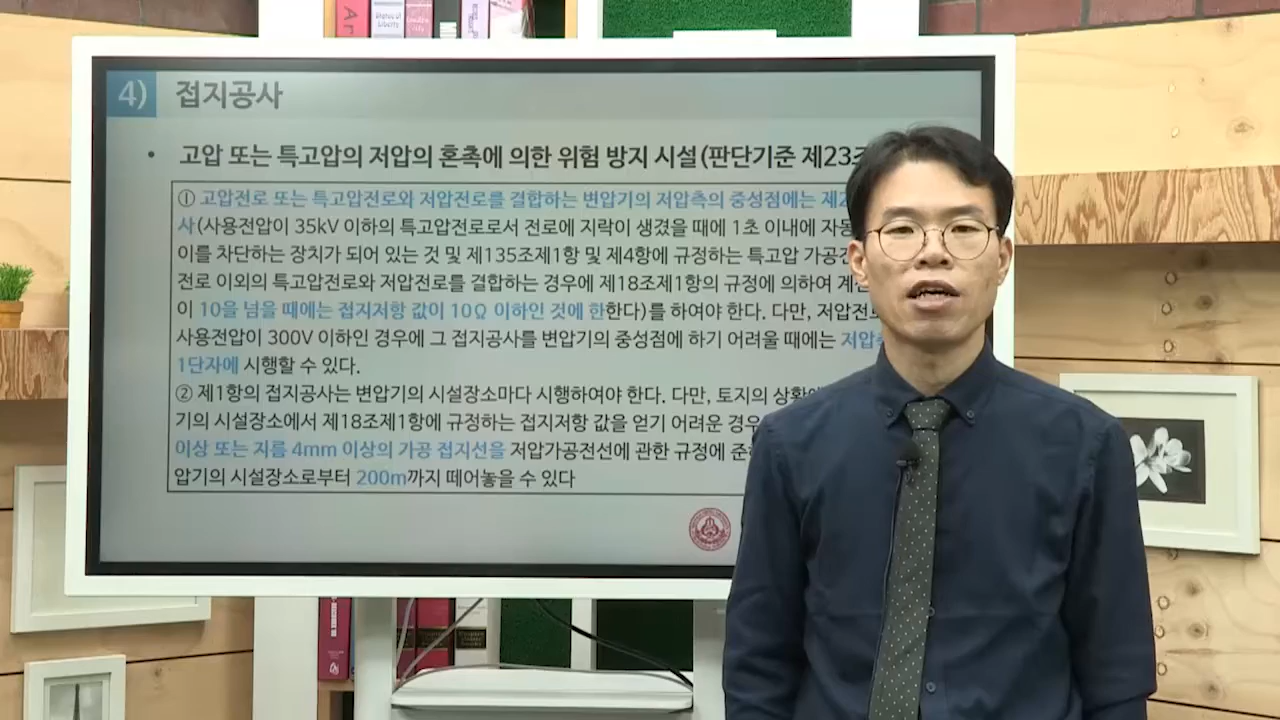 4) 접지공사
• 고압 또는 특고압의 저압의 혼촉에 의한 위험 방지 시설(판단기준 제23조
① 고압전로 또는 특고압전로와 저압전로를 결합하는 변압기의 저압측의 중성점에는 제2
사(사용전압이 35kV 이하의 특고압전로로서 전로에 지락이 생겼을 때에 1초 이내에 자동
이를 차단하는 장치가 되어 있는 것 및 제135조제1항 및 제4항에 규정하는 특고압 가공
전로 이외의 특고압전로와 저압전로를 결합하는 경우에 제18조제1항의 규정에 의하여
이 10을 넘을 때에는 접지저항 값이 10Ω 이하인 것에 한한다)를 하여야 한다. 다만, 저압전
사용전압이 300V 이하인 경우에 그 접지공사를 변압기의 중성점에 하기 어려울 때에는 저압
1단자에 시행할 수 있다.
② 제1항의 접지공사는 변압기의 시설장소마다 시행하여야 한다. 다만, 토지의 상황에
기의 시설장소에서 제18조제1항에 규정하는 접지저항 값을 얻기 어려운 경우
이상 또는 지름 4mm 이상의 가공 접지선을 저압가공전선에 관한 규정에 준
압기의 시설장소로부터 200m까지 떼어놓을 수 있다